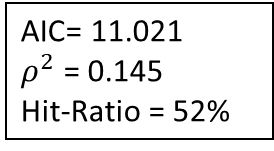 AIC= 11.021
ρ² = 0.145
Hit-Ratio = 52%